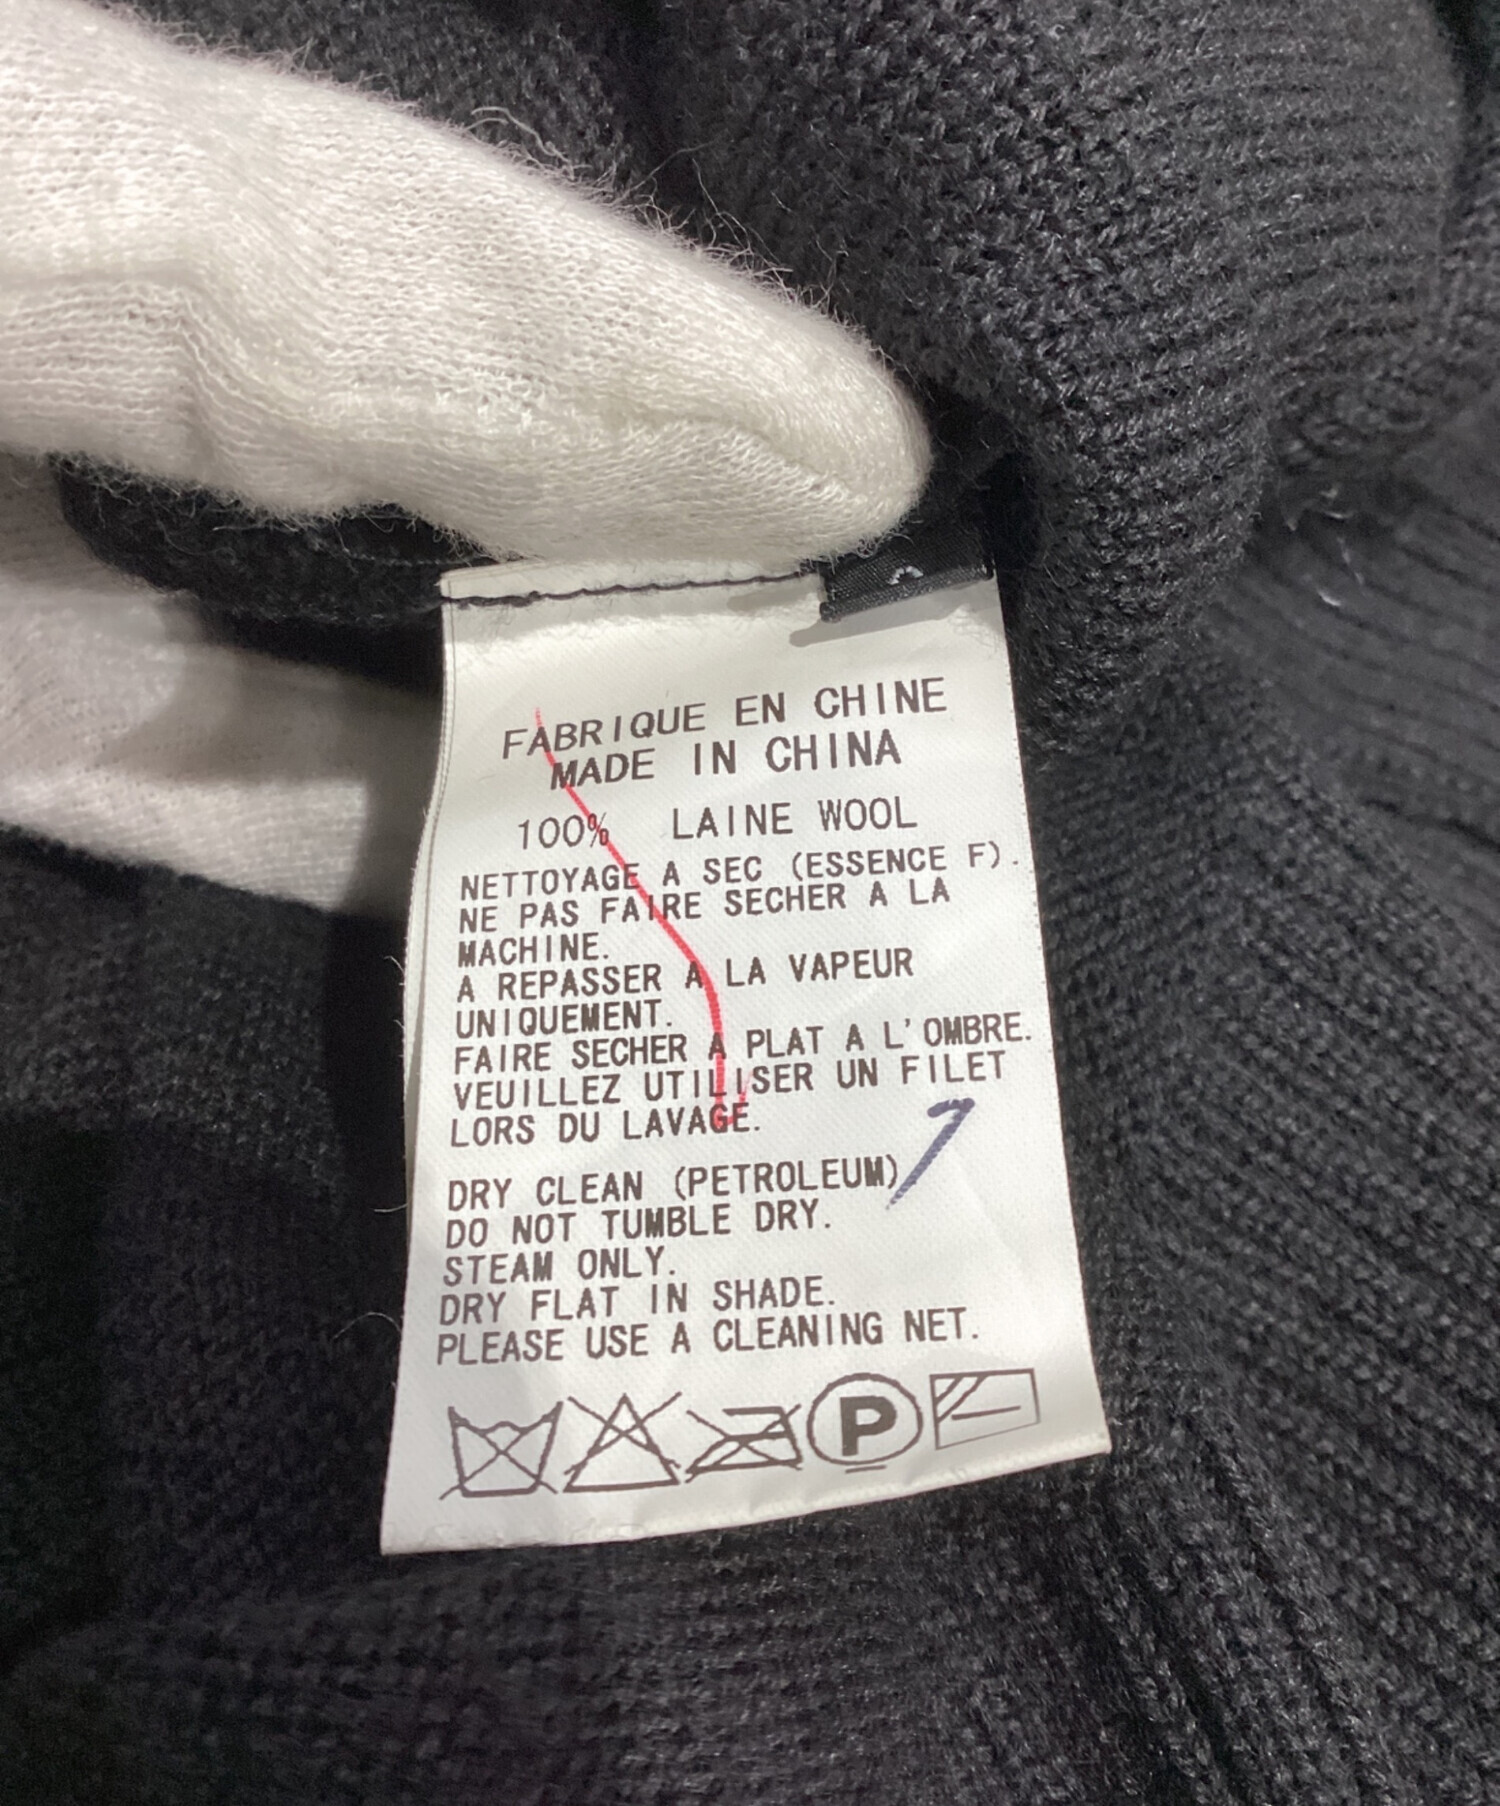 FABRIQUE EN CHINE
MADE IN CHINA
100% LAINE WOOL
NETTOYAGE A SEC (ESSENCE F).
NE PAS FAIRE SECHER A LA
MACHINE.
A REPASSER A LA VAPEUR
UNIQUEMENT.
FAIRE SECHER A PLAT A L'OMBRE.
VEUILLEZ UTILISER UN FILET
LORS DU LAVAGE.
DRY CLEAN (PETROLEUM)
DO NOT TUMBLE DRY.
STEAM ONLY.
DRY FLAT IN SHADE.
PLEASE USE A CLEANING NET.
P